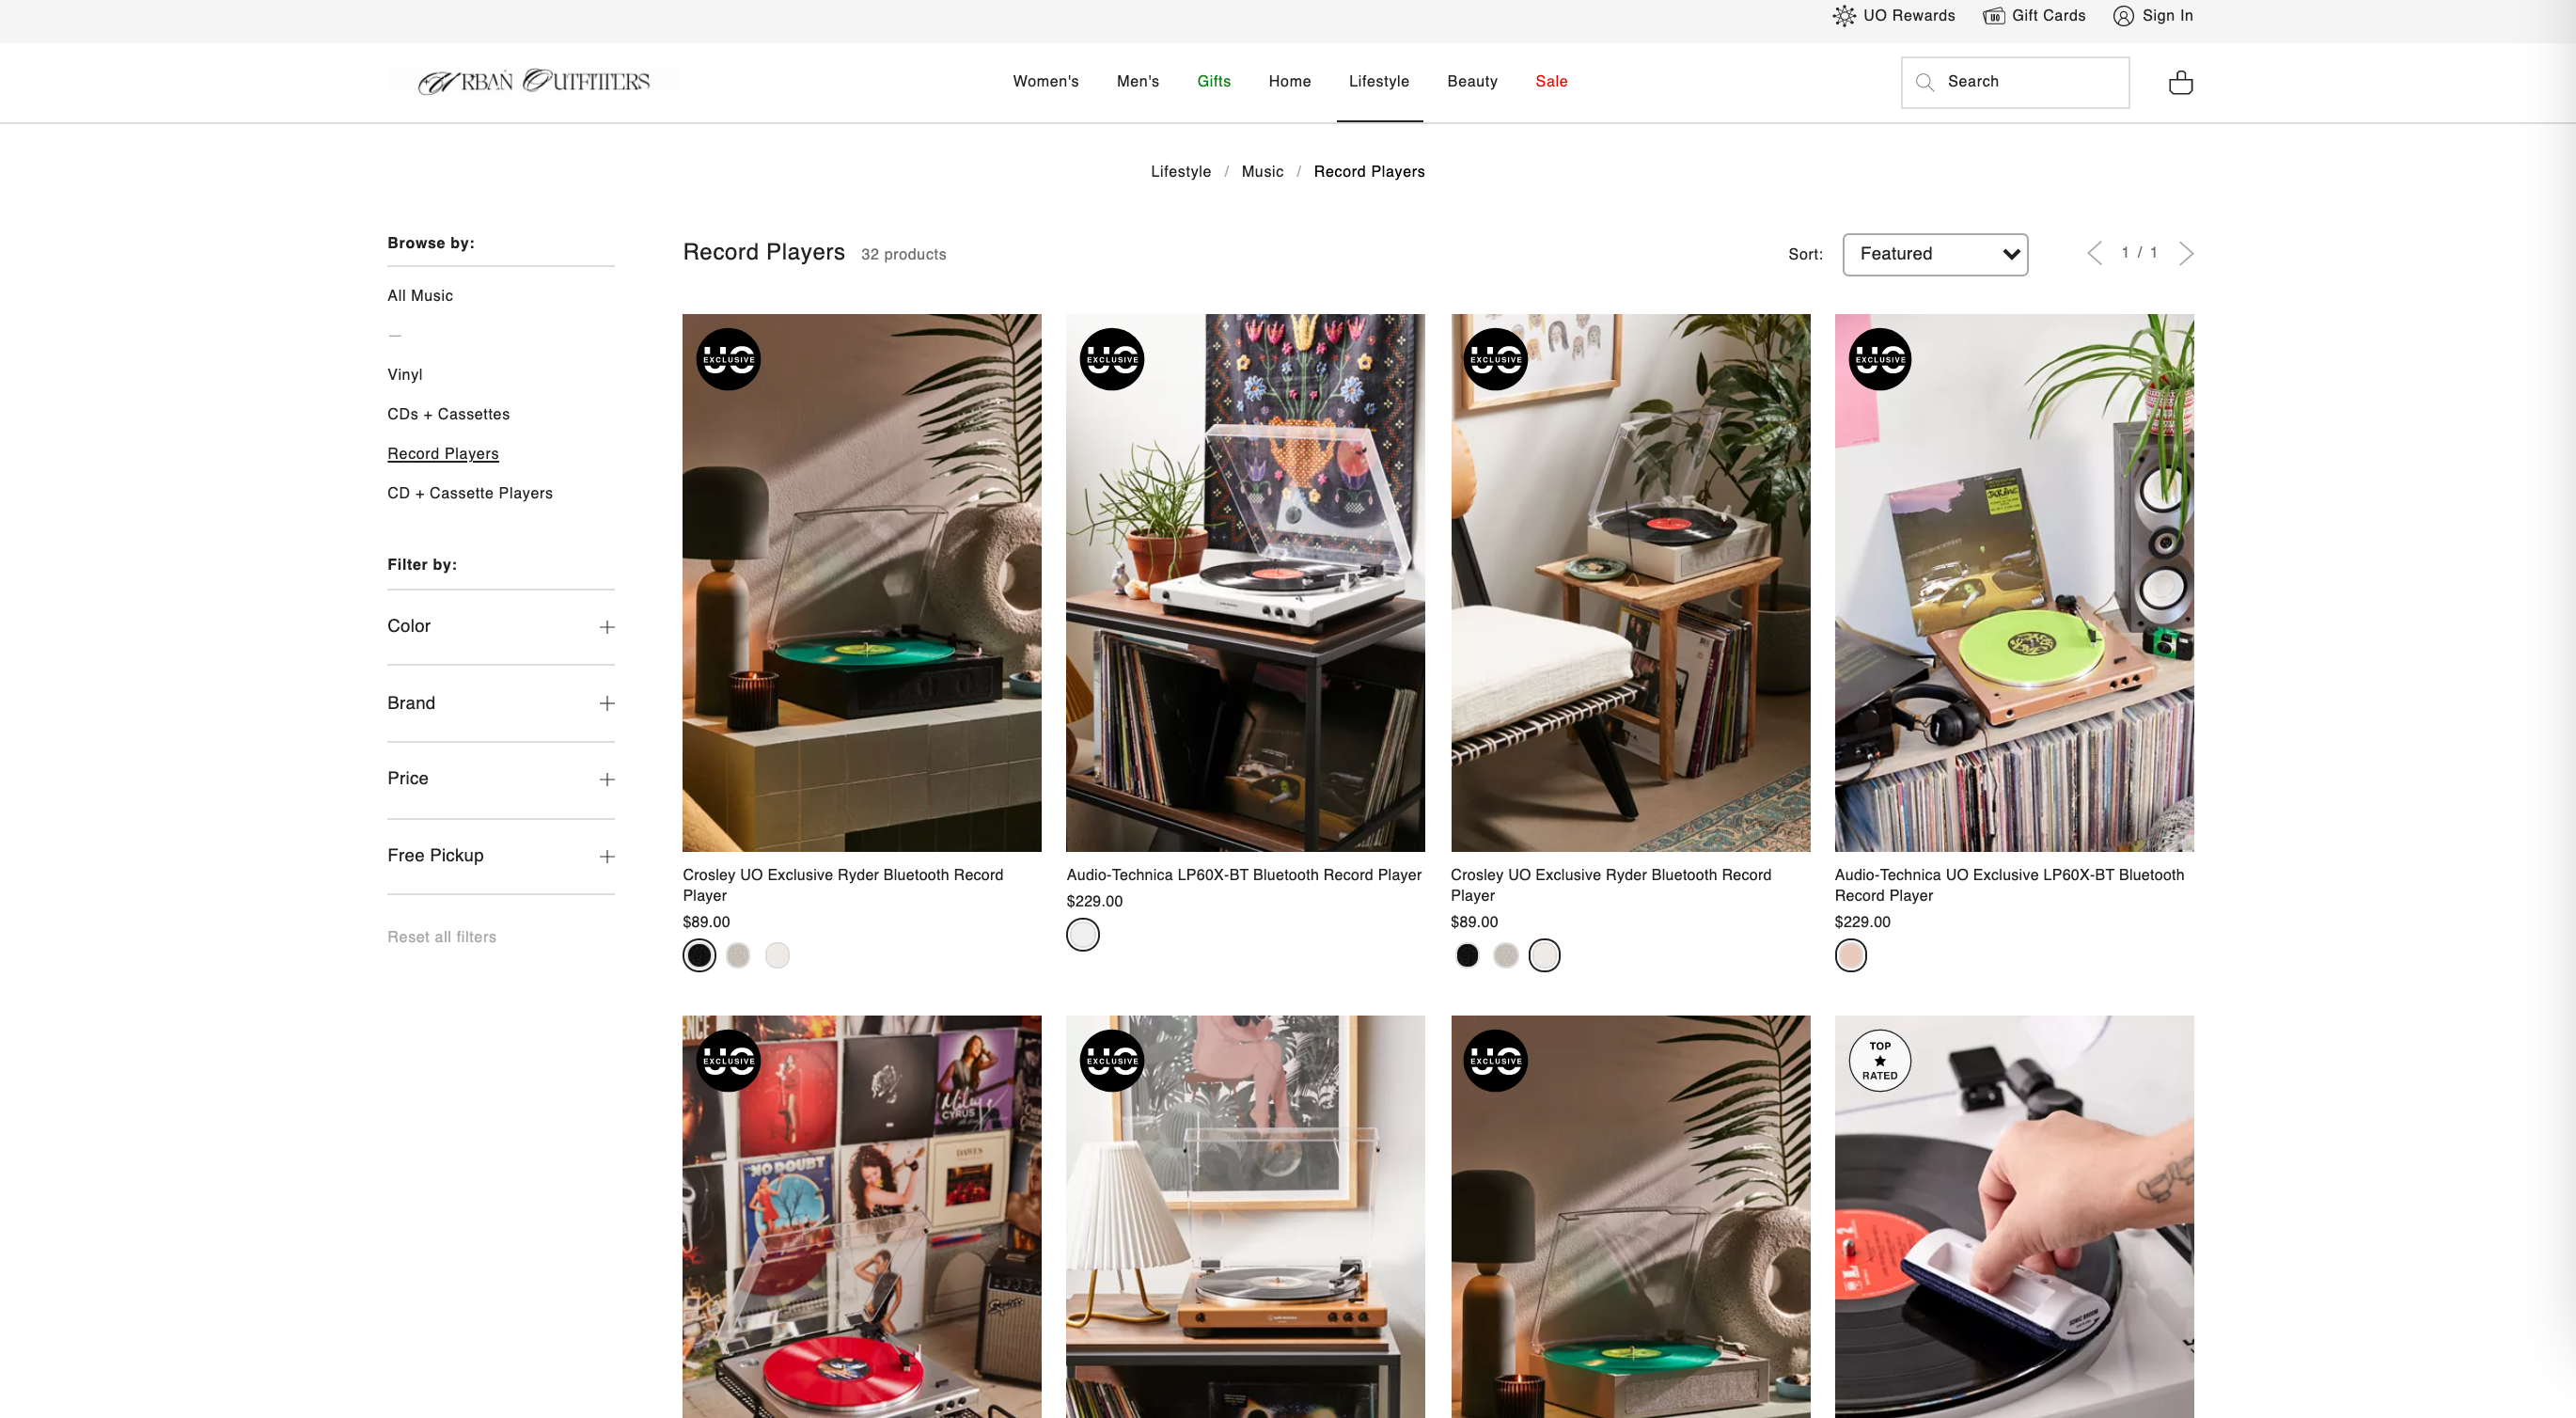 UO Rewards
Gift Cards
Sign In
URBAN OUTFITTERS
Women's
Men's
Gifts
Home
Lifestyle
Beauty
Sale
Search
Lifestyle / Music / Record Players
Browse by:
All Music
—
Vinyl
CDs + Cassettes
Record Players
CD + Cassette Players
Filter by:
Color
Brand
Price
Free Pickup
Reset all filters
Record Players 32 products
Sort: Featured
1 / 1
UO EXCLUSIVE
UO EXCLUSIVE
UO EXCLUSIVE
UO EXCLUSIVE
Crosley UO Exclusive Ryder Bluetooth Record
Player
$89.00
Audio-Technica LP60X-BT Bluetooth Record Player
$229.00
Crosley UO Exclusive Ryder Bluetooth Record
Player
$89.00
Audio-Technica UO Exclusive LP60X-BT Bluetooth
Record Player
$229.00
UO EXCLUSIVE
MILEY
CYRUS
NO DOUBT
DAWES
UO EXCLUSIVE
UO EXCLUSIVE
TOP
RATED